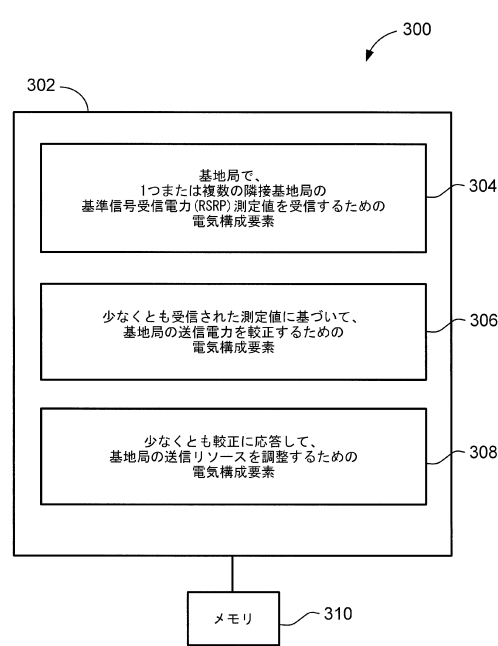 300
302
基地局で、
1つまたは複数の隣接基地局の
基準信号受信電力(RSRP)測定値を受信するための
電気構成要素
304
少なくとも受信された測定値に基づいて、
基地局の送信電力を較正するための
電気構成要素
306
少なくとも較正に応答して、
基地局の送信リソースを調整するための
電気構成要素
308
メモリ
310